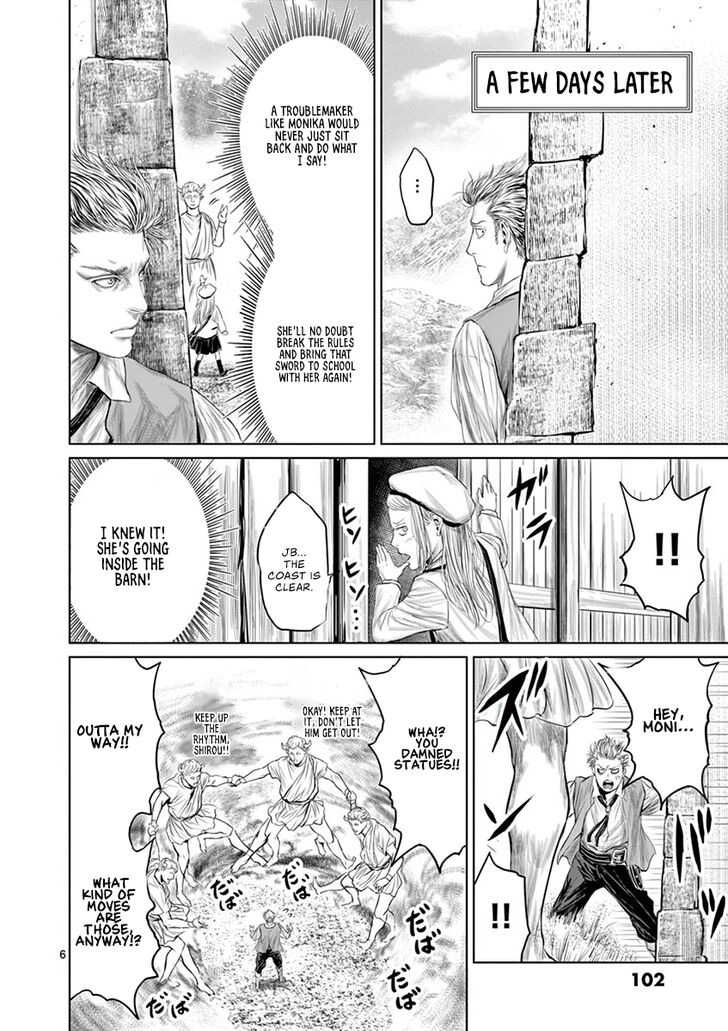 A FEW DAYS LATER
...
A TROUBLEMAKER
LIKE MONIKA WOULD
NEVER JUST SIT
BACK AND DO WHAT
I SAY!
SHE'LL NO DOUBT
BREAK THE RULES
AND BRING THAT
SWORD TO SCHOOL
WITH HER AGAIN!
!!
JB...
THE
COAST IS
CLEAR.
ヒソ
ヒソ...
I KNEW IT!
SHE'S GOING
INSIDE THE
BARN!
HEY,
MONI...
!!
WHA!?
YOU
DAMNED
STATUES!!
OKAY! KEEP AT
IT, DON'T LET
HIM GET OUT!
KEEP UP
THE
RHYTHM,
SHIROU!!
OUTTA MY
WAY!!
WHAT
KIND OF
MOVES
ARE
THOSE,
ANYWAY!?
だば
だば
だば
だば
6
102